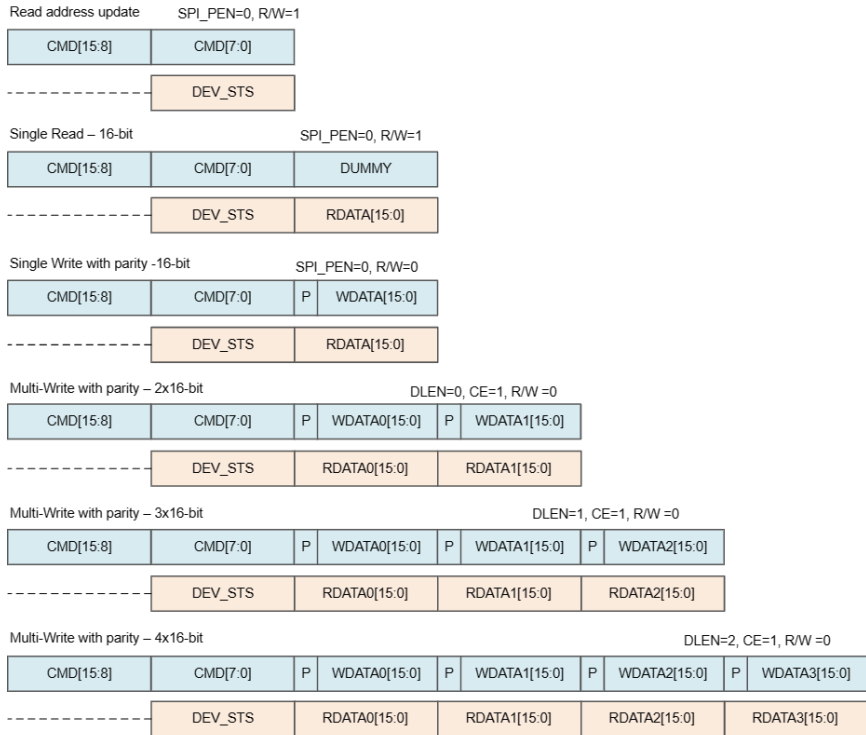 Read address update SPI_PEN=0, R/W=1
CMD[15:8] CMD[7:0]
DEV_STS
Single Read – 16-bit SPI_PEN=0, R/W=1
CMD[15:8] CMD[7:0] DUMMY
DEV_STS RDATA[15:0]
Single Write with parity -16-bit SPI_PEN=0, R/W=0
CMD[15:8] CMD[7:0] P WDATA[15:0]
DEV_STS RDATA[15:0]
Multi-Write with parity – 2x16-bit DLEN=0, CE=1, R/W =0
CMD[15:8] CMD[7:0] P WDATA0[15:0] P WDATA1[15:0]
DEV_STS RDATA0[15:0] RDATA1[15:0]
Multi-Write with parity – 3x16-bit DLEN=1, CE=1, R/W =0
CMD[15:8] CMD[7:0] P WDATA0[15:0] P WDATA1[15:0] P WDATA2[15:0]
DEV_STS RDATA0[15:0] RDATA1[15:0] RDATA2[15:0]
Multi-Write with parity – 4x16-bit DLEN=2, CE=1, R/W =0
CMD[15:8] CMD[7:0] P WDATA0[15:0] P WDATA1[15:0] P WDATA2[15:0] P WDATA3[15:0]
DEV_STS RDATA0[15:0] RDATA1[15:0] RDATA2[15:0] RDATA3[15:0]